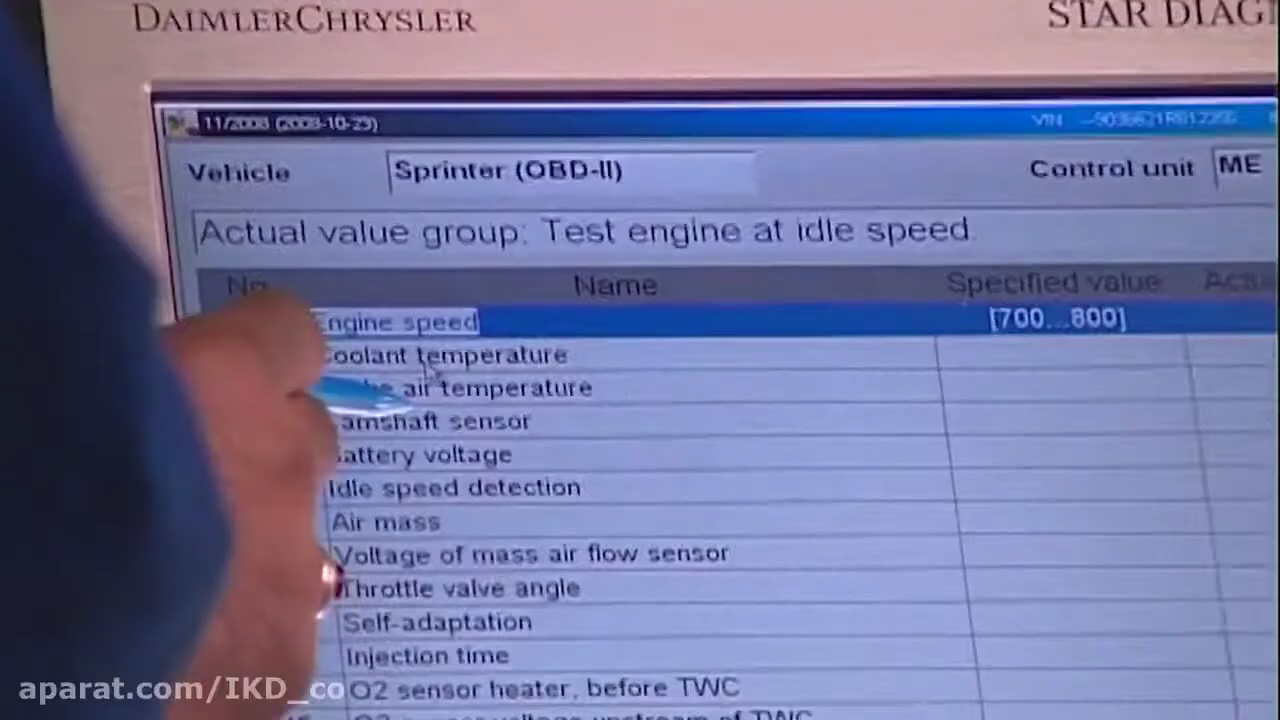 DAIMLERCHRYSLER
STAR
11/2008 (2008-10-23)
VIN
Vehicle Sprinter (OBD-II) Control unit ME
Actual value group: Test engine at idle speed.
Name Specified value
Engine speed [700...800]
Coolant temperature
air temperature
Camshaft sensor
Battery voltage
Idle speed detection
Air mass
Voltage of mass air flow sensor
Throttle valve angle
Self-adaptation
Injection time
O2 sensor heater, before TWC
aparat.com/IKD_co